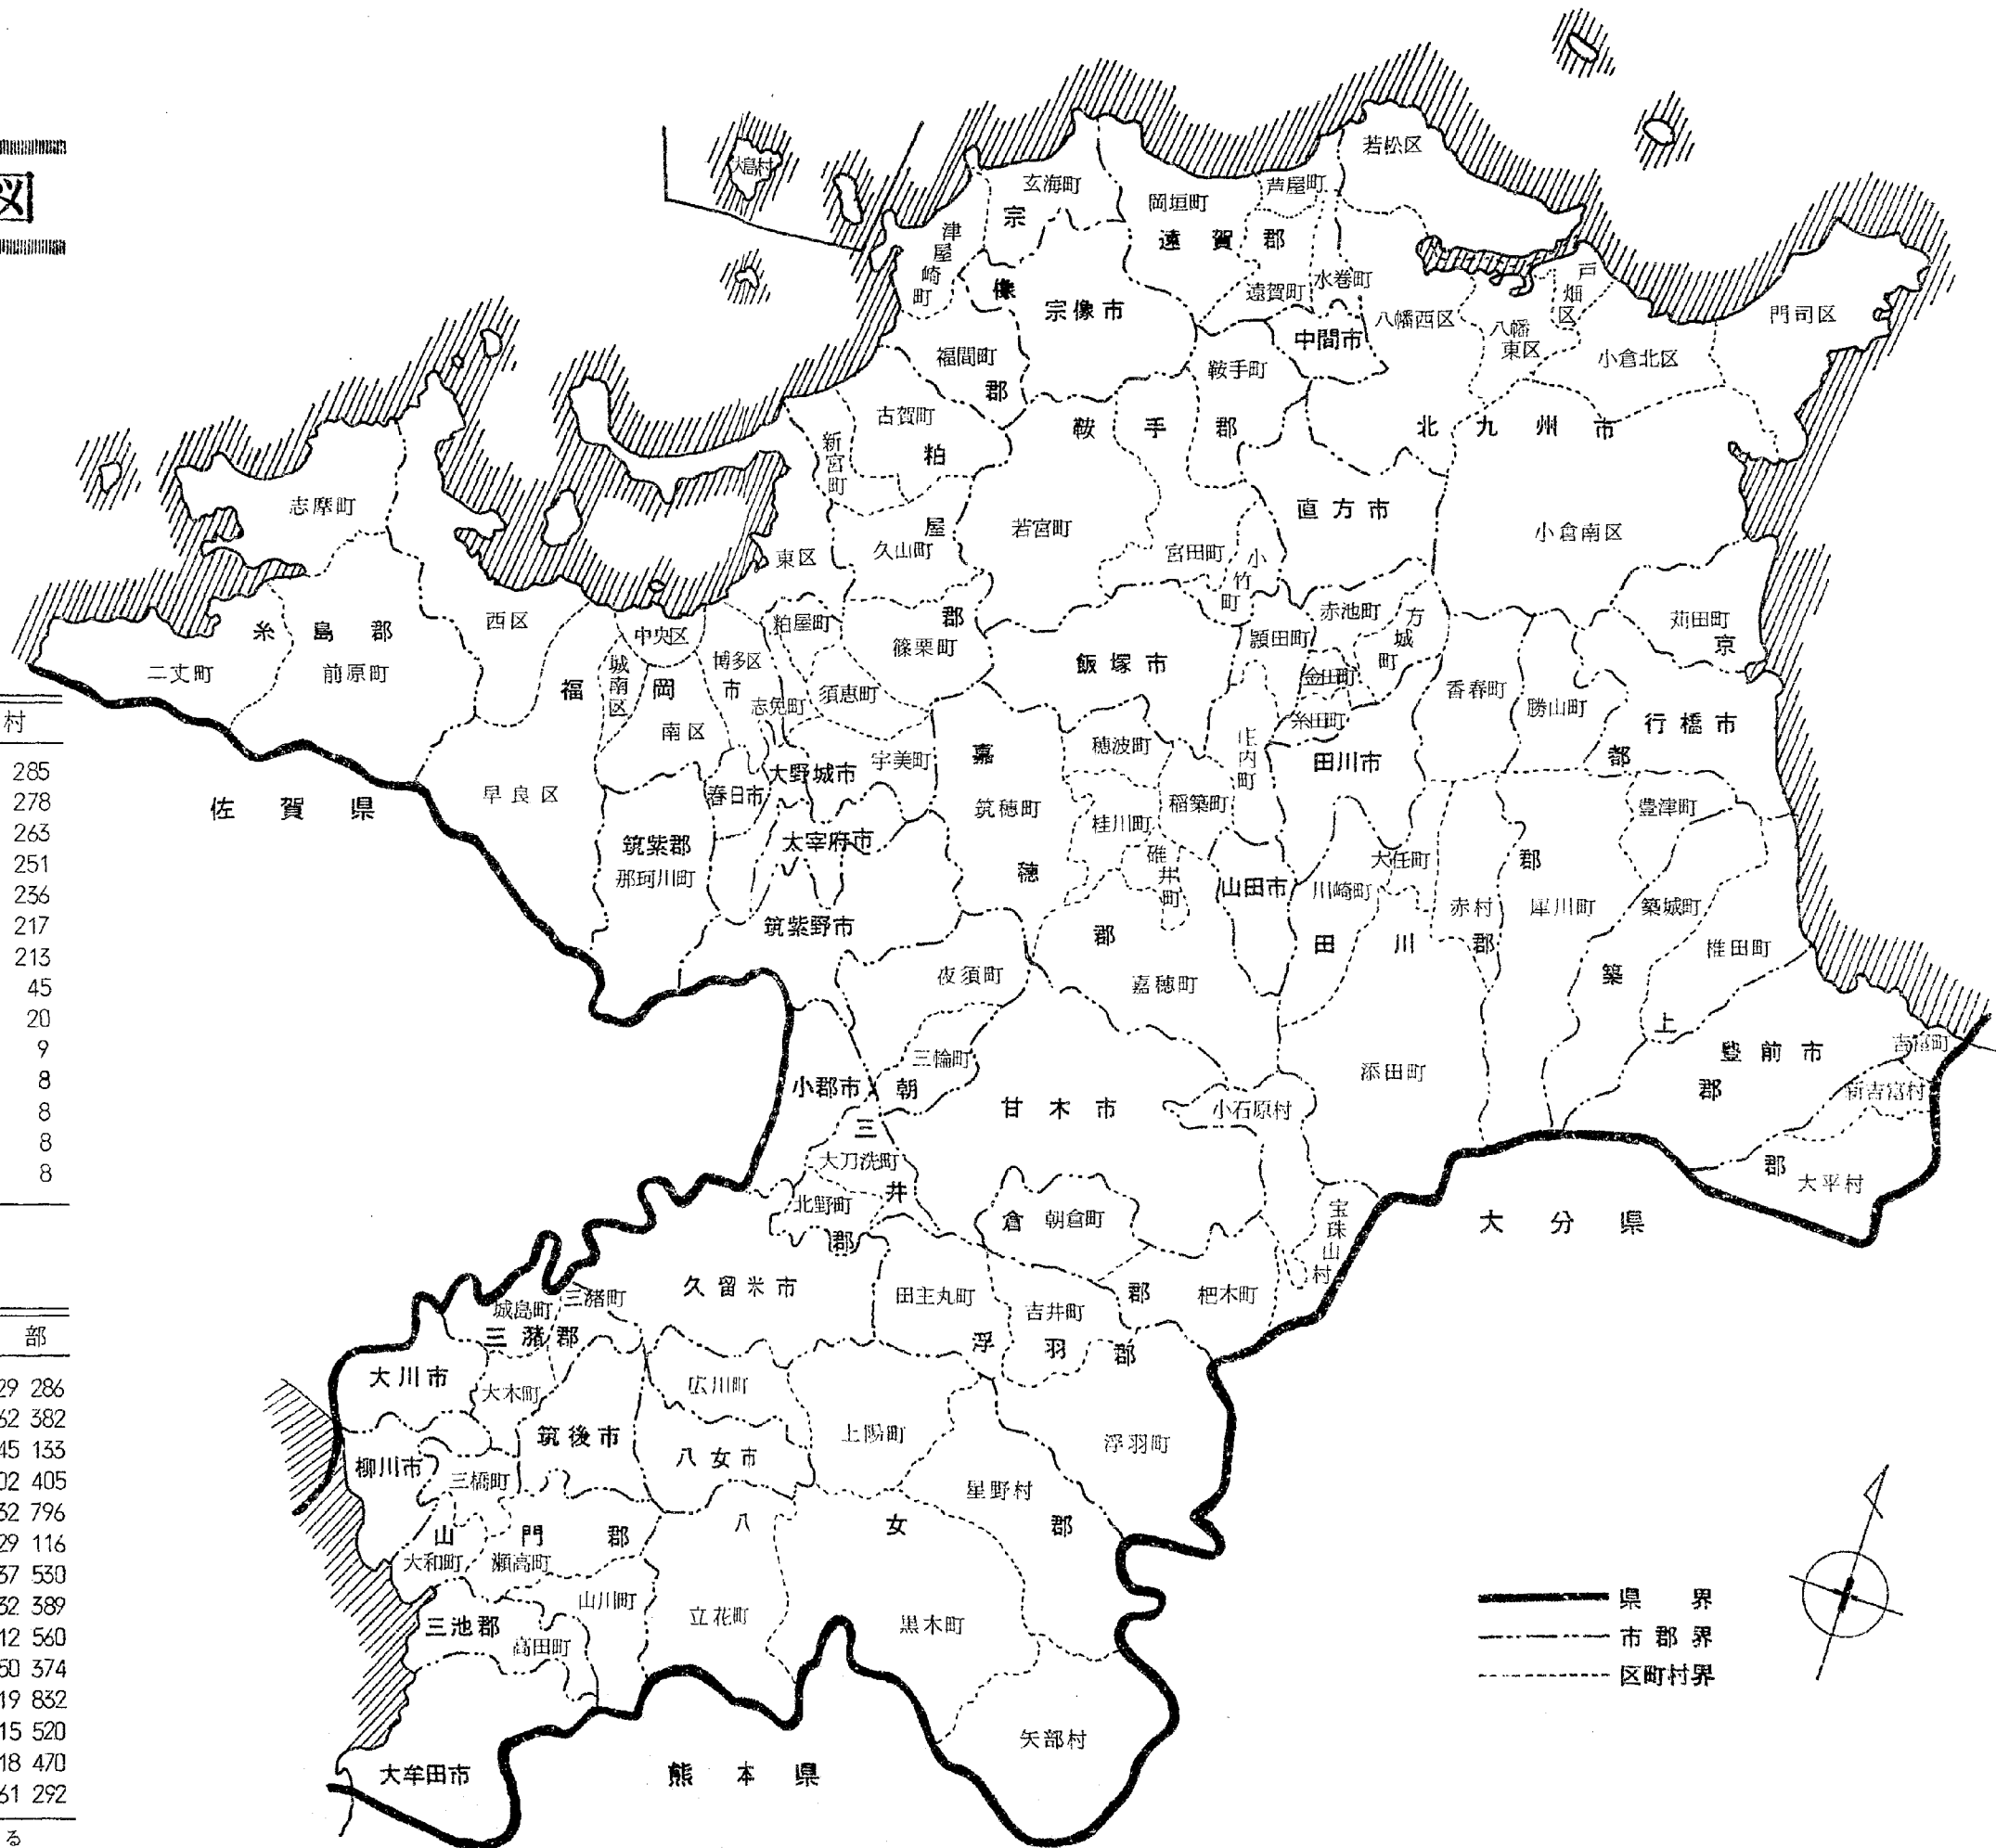 図
村
285
278
263
251
236
217
213
45
20
9
8
8
8
8
部
29 286
62 382
45 133
02 405
32 796
29 116
37 530
32 389
12 560
50 374
19 832
15 520
18 470
61 292
る
大島村
玄海町
宗像郡
津屋崎町
福間町
宗像市
岡垣町
芦屋町
遠賀郡
遠賀町
水巻町
中間市
若松区
八幡西区
八幡東区
戸畑区
小倉北区
門司区
北九州市
小倉南区
鞍手町
鞍手郡
若宮町
宮田町
小竹町
直方市
古賀町
新宮町
粕屋郡
久山町
篠栗町
粕屋町
須恵町
志免町
宇美町
東区
西区
中央区
博多区
城南区
南区
早良区
福岡市
志摩町
糸島郡
二丈町
前原町
佐賀県
大野城市
春日市
太宰府市
筑紫郡
那珂川町
筑紫野市
飯塚市
頴田町
嘉穂郡
穂波町
筑穂町
桂川町
稲築町
碓井町
庄内町
嘉穂町
山田市
赤池町
方城町
金田町
糸田町
田川市
香春町
大任町
川崎町
赤村
田川郡
添田町
苅田町
京都郡
勝山町
行橋市
豊津町
犀川町
築城町
椎田町
築上郡
豊前市
吉富町
新吉富村
郡
大平村
夜須町
三輪町
小郡市
朝倉郡
甘木市
小石原村
宝珠山村
朝倉町
杷木町
三井郡
大刀洗町
北野町
大分県
久留米市
田主丸町
吉井町
浮羽郡
浮羽町
城島町
三潴町
三潴郡
大川市
大木町
筑後市
広川町
八女市
上陽町
星野村
八女郡
柳川市
三橋町
山門郡
大和町
瀬高町
山川町
立花町
黒木町
矢部村
三池郡
高田町
大牟田市
熊本県
県界
市郡界
区町村界